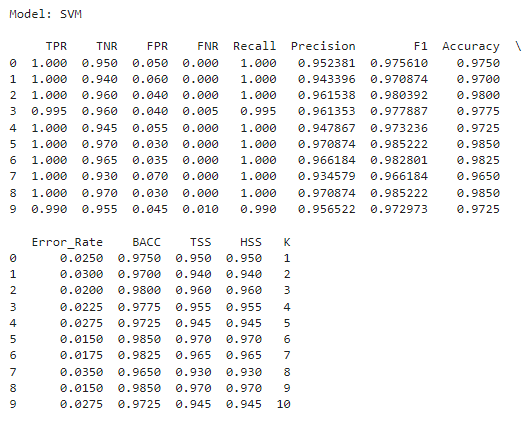 Model: SVM
TPR TNR FPR FNR Recall Precision F1 Accuracy \
0 1.000 0.950 0.050 0.000 1.000 0.952381 0.975610 0.9750
1 1.000 0.940 0.060 0.000 1.000 0.943396 0.970874 0.9700
2 1.000 0.960 0.040 0.000 1.000 0.961538 0.980392 0.9800
3 0.995 0.960 0.040 0.005 0.995 0.961353 0.977887 0.9775
4 1.000 0.945 0.055 0.000 1.000 0.947867 0.973236 0.9725
5 1.000 0.970 0.030 0.000 1.000 0.970874 0.985222 0.9850
6 1.000 0.965 0.035 0.000 1.000 0.966184 0.982801 0.9825
7 1.000 0.930 0.070 0.000 1.000 0.934579 0.966184 0.9650
8 1.000 0.970 0.030 0.000 1.000 0.970874 0.985222 0.9850
9 0.990 0.955 0.045 0.010 0.990 0.956522 0.972973 0.9725
Error_Rate BACC TSS HSS K
0 0.0250 0.9750 0.950 0.950 1
1 0.0300 0.9700 0.940 0.940 2
2 0.0200 0.9800 0.960 0.960 3
3 0.0225 0.9775 0.955 0.955 4
4 0.0275 0.9725 0.945 0.945 5
5 0.0150 0.9850 0.970 0.970 6
6 0.0175 0.9825 0.965 0.965 7
7 0.0350 0.9650 0.930 0.930 8
8 0.0150 0.9850 0.970 0.970 9
9 0.0275 0.9725 0.945 0.945 10